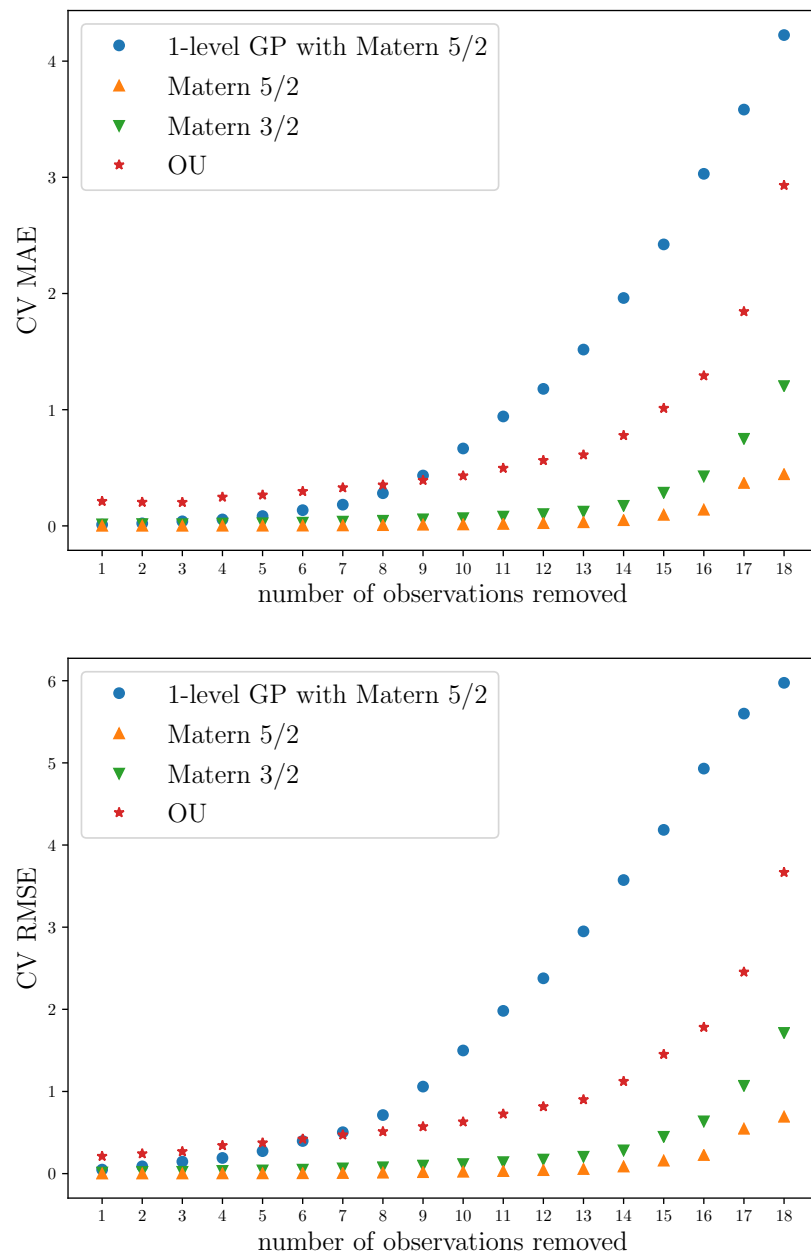 1-level GP with Matern 5/2
Matern 5/2
Matern 3/2
OU
CV MAE
4
3
2
1
0
1 2 3 4 5 6 7 8 9 10 11 12 13 14 15 16 17 18
number of observations removed
1-level GP with Matern 5/2
Matern 5/2
Matern 3/2
OU
CV RMSE
6
5
4
3
2
1
0
1 2 3 4 5 6 7 8 9 10 11 12 13 14 15 16 17 18
number of observations removed